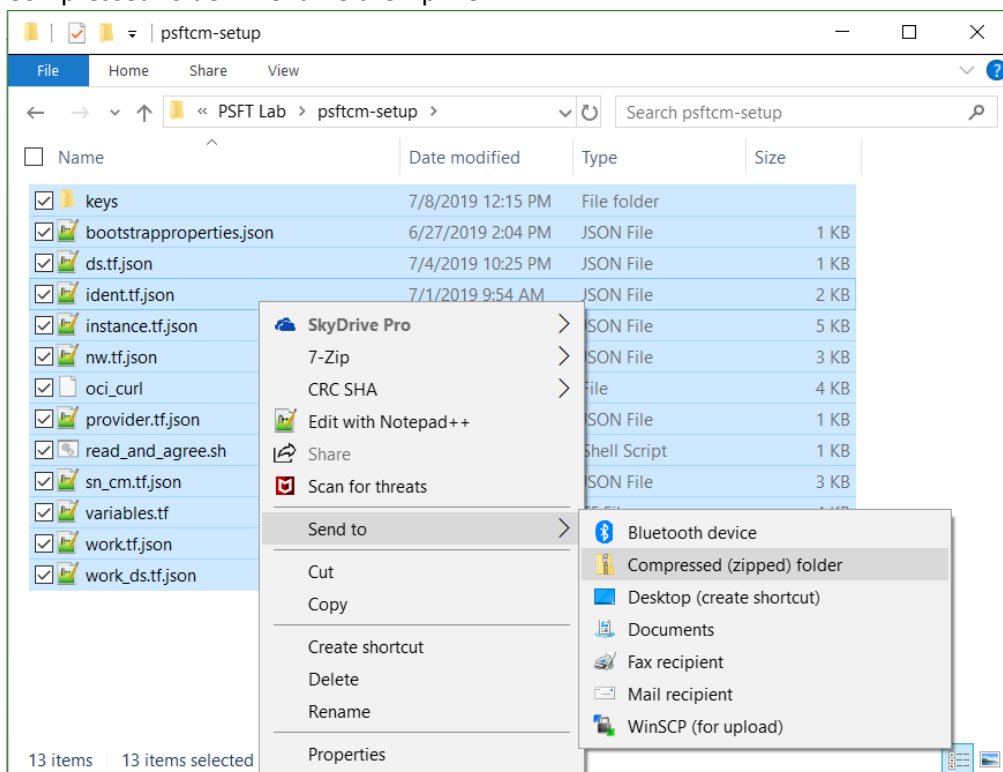 psftcm-setup
File Home Share View
« PSFT Lab > psftcm-setup > Search psftcm-setup
Name Date modified Type Size
keys 7/8/2019 12:15 PM File folder
bootstrapproperties.json 6/27/2019 2:04 PM JSON File 1 KB
ds.tf.json 7/4/2019 10:25 PM JSON File 1 KB
ident.tf.json 7/1/2019 9:54 AM JSON File 2 KB
instance.tf.json JSON File 5 KB
nw.tf.json JSON File 3 KB
oci_curl File 4 KB
provider.tf.json JSON File 1 KB
read_and_agree.sh Shell Script 1 KB
sn_cm.tf.json JSON File 3 KB
variables.tf
work.tf.json
work_ds.tf.json
SkyDrive Pro
7-Zip
CRC SHA
Edit with Notepad++
Share
Scan for threats
Send to
Cut
Copy
Create shortcut
Delete
Rename
Properties
Bluetooth device
Compressed (zipped) folder
Desktop (create shortcut)
Documents
Fax recipient
Mail recipient
WinSCP (for upload)
13 items 13 items selected